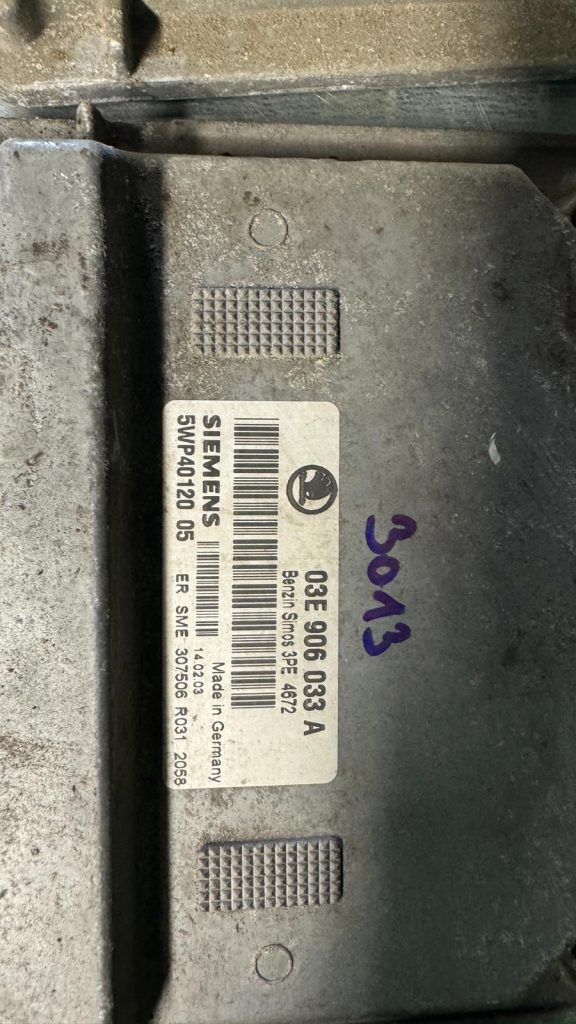 3013
03E 906 033 A
Benzin Simos 3PE 4672
Made in Germany
SIEMENS
14.02.03
5WP40120 05
ER SME 307506 R031 2058